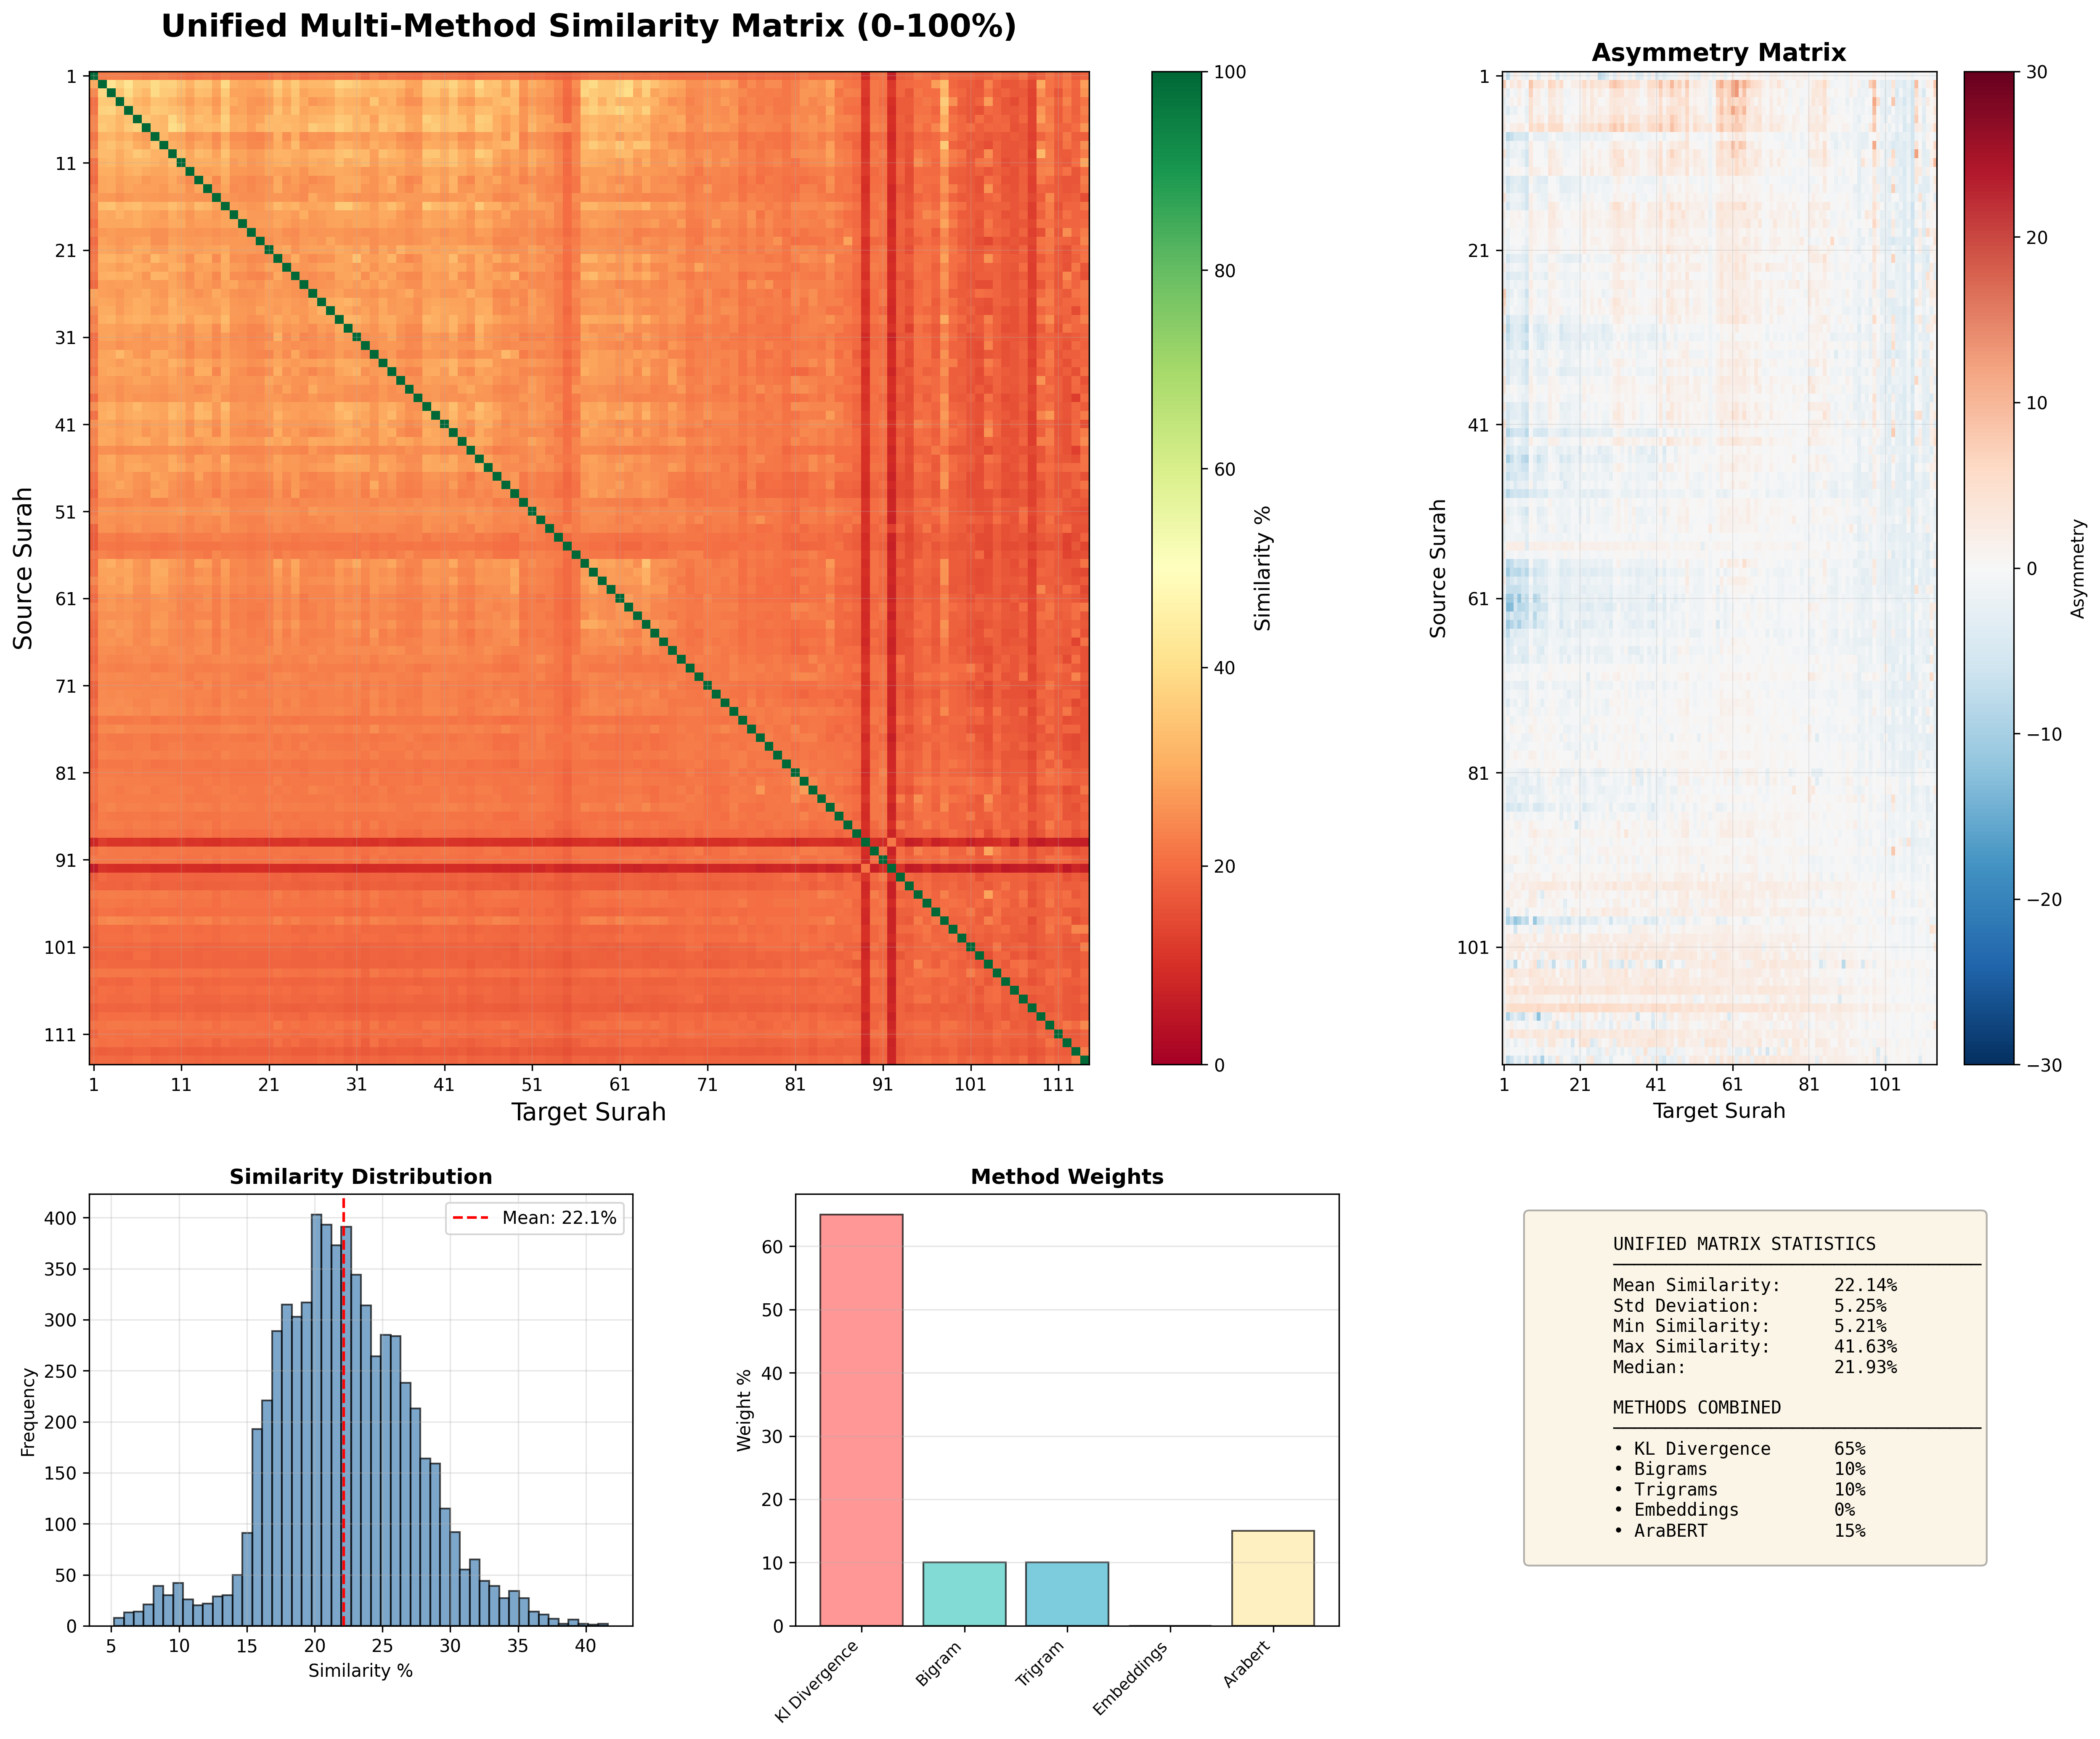 Unified Multi-Method Similarity Matrix (0-100%)
Source Surah
1
11
21
31
41
51
61
71
81
91
101
111
1 11 21 31 41 51 61 71 81 91 101 111
Target Surah
100
80
60
40
20
0
Similarity %
Asymmetry Matrix
Source Surah
1
21
41
61
81
101
1 21 41 61 81 101
Target Surah
30
20
10
0
−10
−20
−30
Asymmetry
Similarity Distribution
Frequency
400
350
300
250
200
150
100
50
0
Mean: 22.1%
5 10 15 20 25 30 35 40
Similarity %
Method Weights
Weight %
60
50
40
30
20
10
0
Kl Divergence
Bigram
Trigram
Embeddings
Arabert
UNIFIED MATRIX STATISTICS
Mean Similarity: 22.14%
Std Deviation: 5.25%
Min Similarity: 5.21%
Max Similarity: 41.63%
Median: 21.93%
METHODS COMBINED
• KL Divergence 65%
• Bigrams 10%
• Trigrams 10%
• Embeddings 0%
• AraBERT 15%